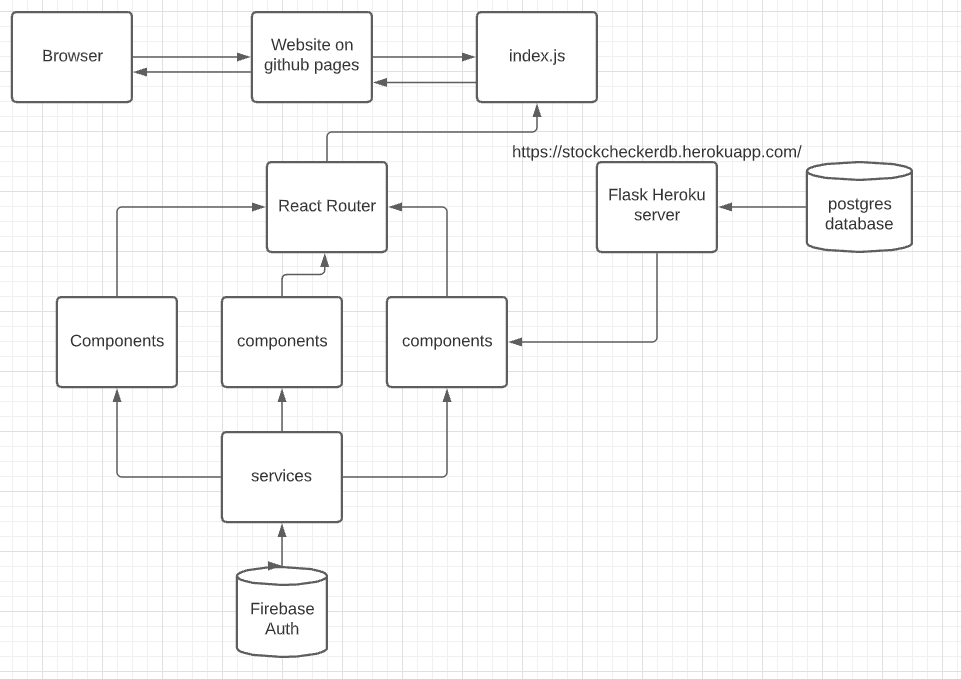 Browser
Website on
github pages
index.js
https://stockcheckerdb.herokuapp.com/
React Router
Flask Heroku
server
postgres
database
Components
components
components
services
Firebase
Auth